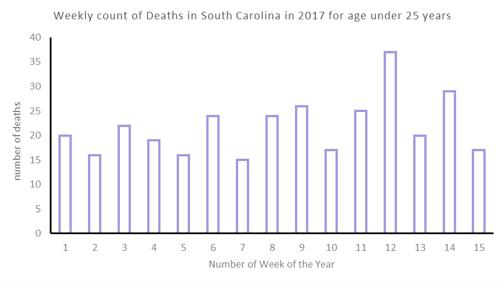 Weekly count of Deaths in South Carolina in 2017 for age under 25 years
number of deaths
40
35
30
25
20
15
10
5
0
1 2 3 4 5 6 7 8 9 10 11 12 13 14 15
Number of Week of the Year